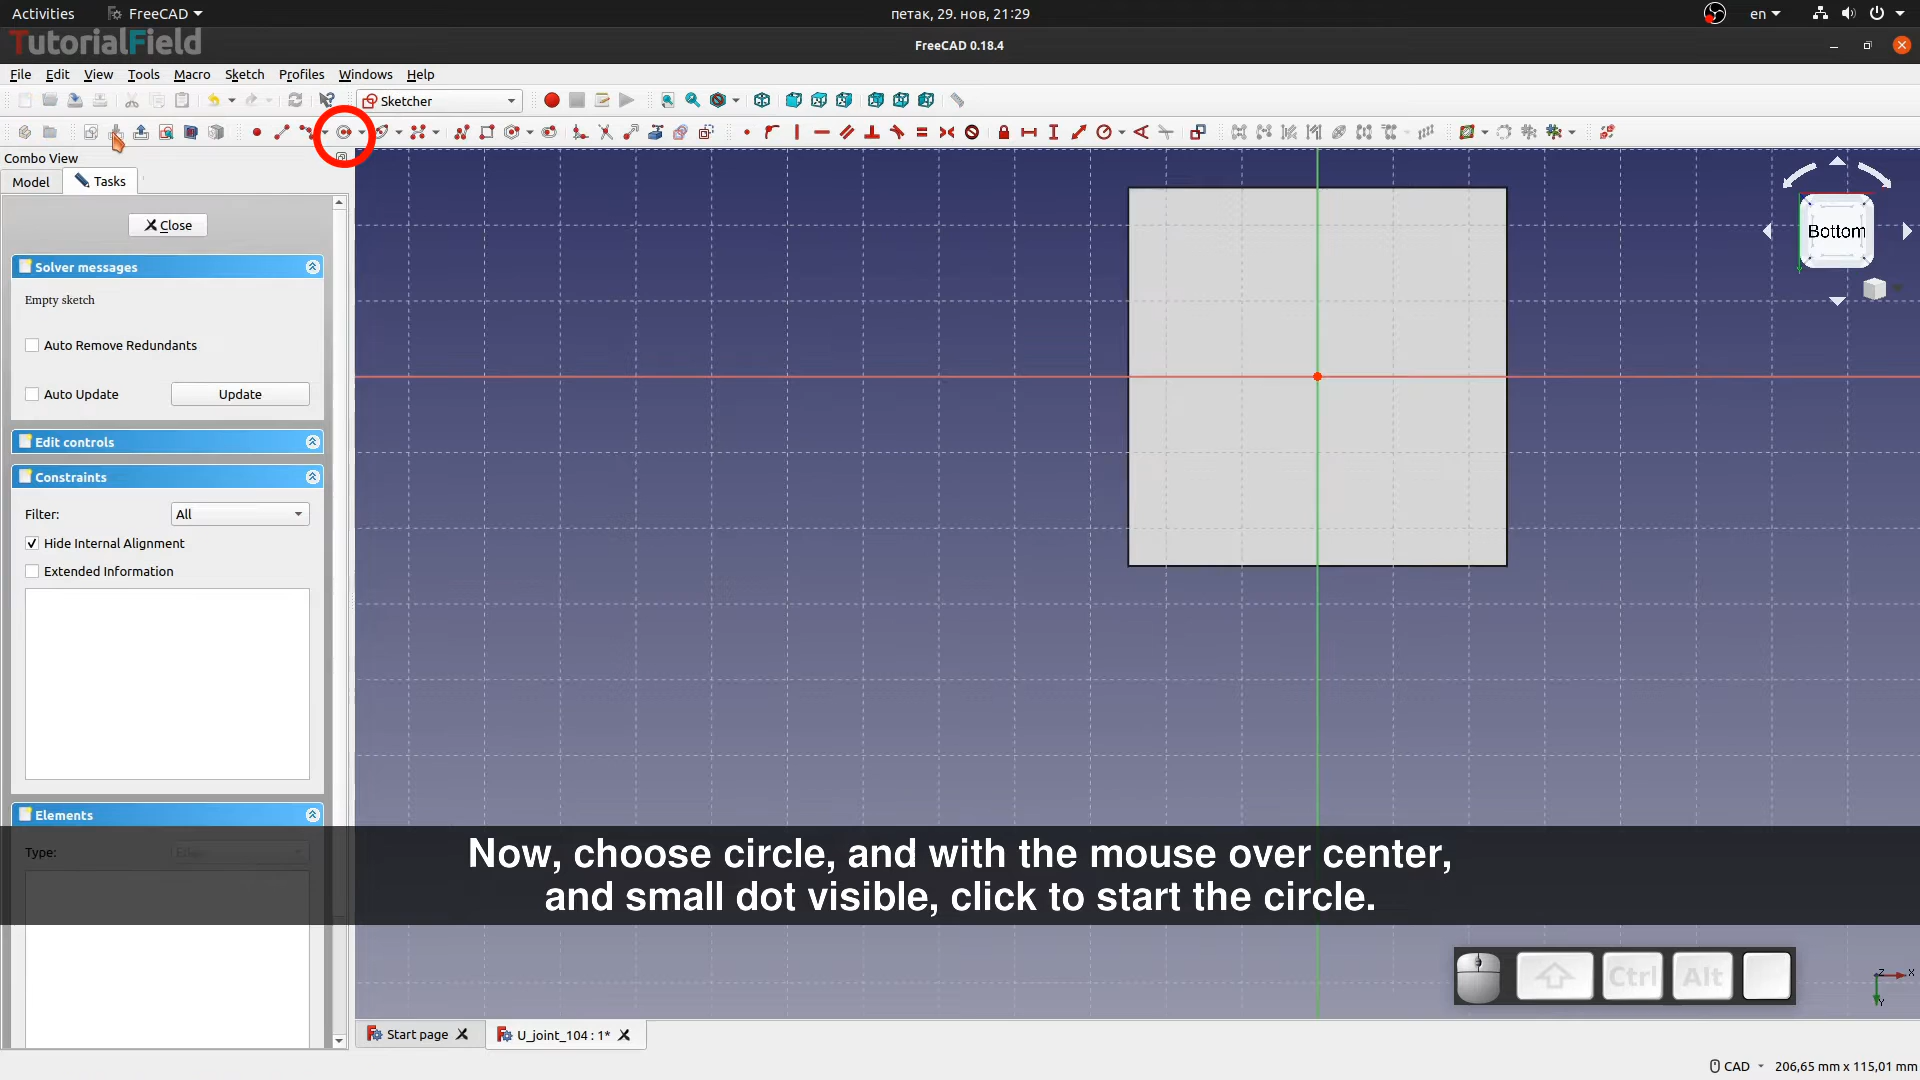 Activities
FreeCAD
петак, 29. нов, 21:29
en
TutorialField
FreeCAD 0.18.4
File Edit View Tools Macro Sketch Profiles Windows Help
Sketcher
Combo View
Model
Tasks
Close
Solver messages
Empty sketch
Auto Remove Redundants
Auto Update
Update
Edit controls
Constraints
Filter:
All
Hide Internal Alignment
Extended Information
Elements
Type:
Bottom
Now, choose circle, and with the mouse over center,
and small dot visible, click to start the circle.
Ctrl
Alt
Z
X
Y
Start page
U_joint_104 : 1*
CAD
206,65 mm x 115,01 mm